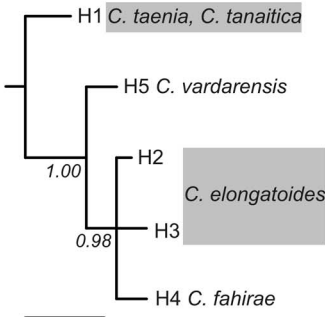 H1 C. taenia, C. tanaitica
H5 C. vardarensis
1.00
H2
C. elongatoides
0.98
H3
H4 C. fahirae